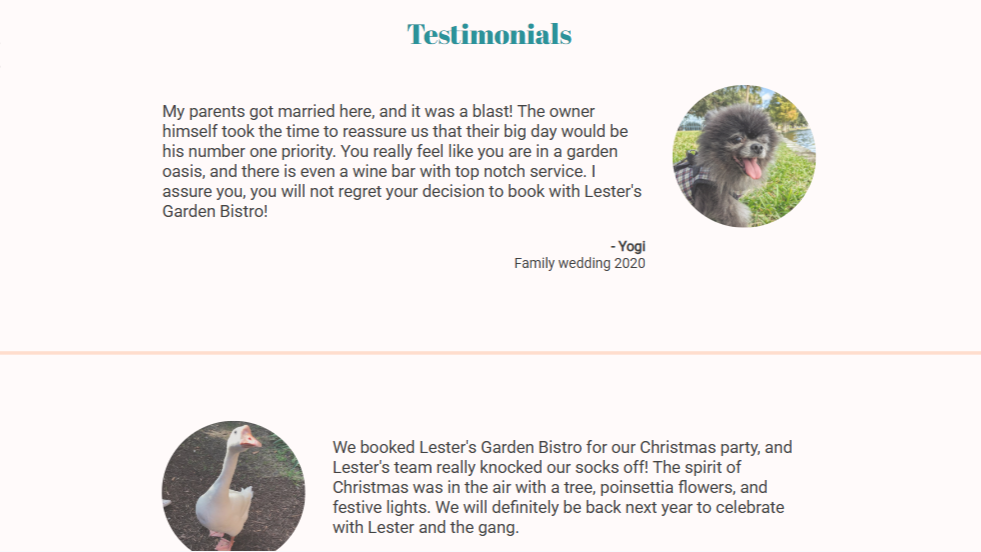 Testimonials
My parents got married here, and it was a blast! The owner
himself took the time to reassure us that their big day would be
his number one priority. You really feel like you are in a garden
oasis, and there is even a wine bar with top notch service. I
assure you, you will not regret your decision to book with Lester's
Garden Bistro!
- Yogi
Family wedding 2020
We booked Lester's Garden Bistro for our Christmas party, and
Lester's team really knocked our socks off! The spirit of
Christmas was in the air with a tree, poinsettia flowers, and
festive lights. We will definitely be back next year to celebrate
with Lester and the gang.